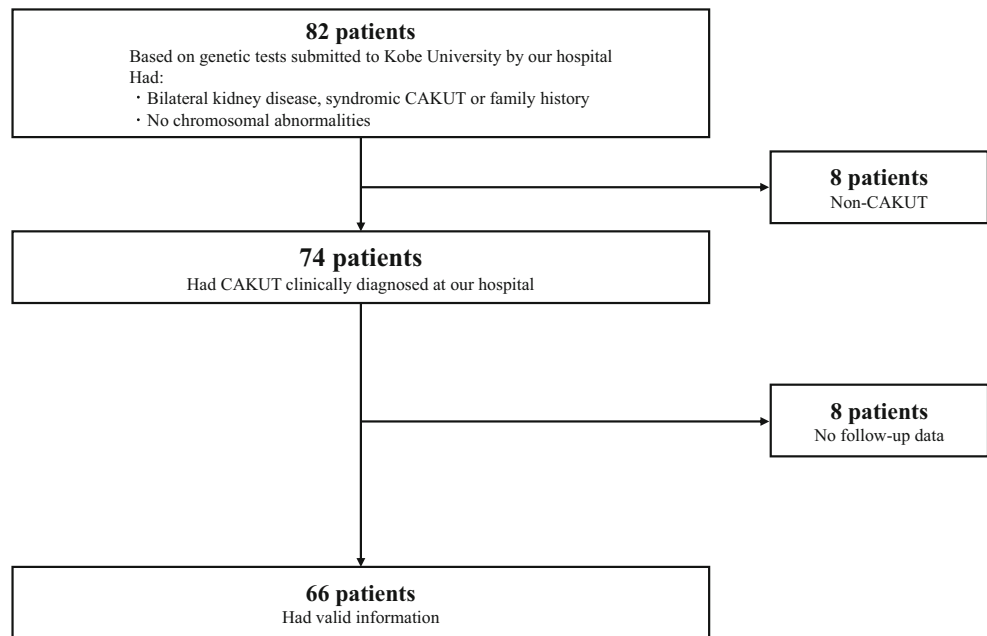 82 patients
Based on genetic tests submitted to Kobe University by our hospital
Had:
・Bilateral kidney disease, syndromic CAKUT or family history
・No chromosomal abnormalities
8 patients
Non-CAKUT
74 patients
Had CAKUT clinically diagnosed at our hospital
8 patients
No follow-up data
66 patients
Had valid information